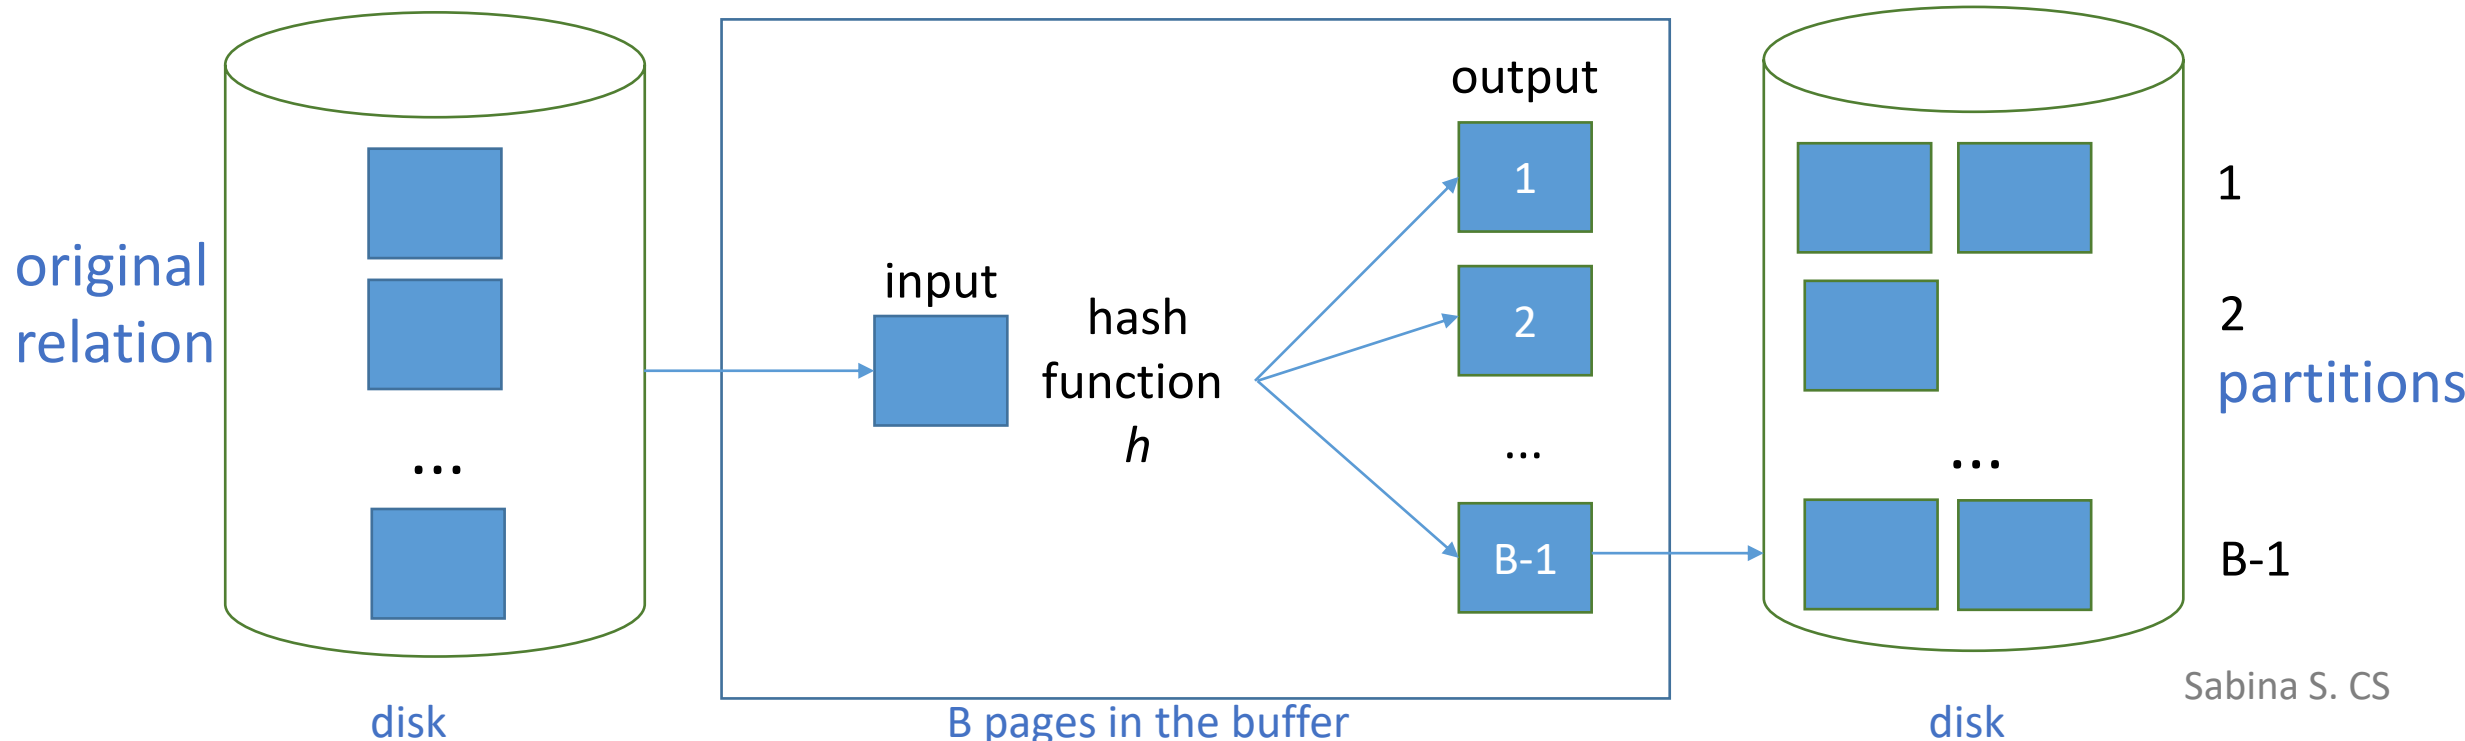 original
relation
...
disk
input
hash
function
h
output
1
2
...
B-1
B pages in the buffer
1
2
partitions
...
B-1
disk
Sabina S. CS